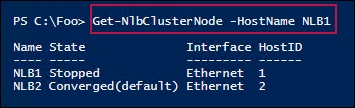 PS C:\Foo> Get-NlbClusterNode -HostName NLB1
Name State Interface HostID
---- ----- --------- ------
NLB1 Stopped Ethernet 1
NLB2 Converged(default) Ethernet 2